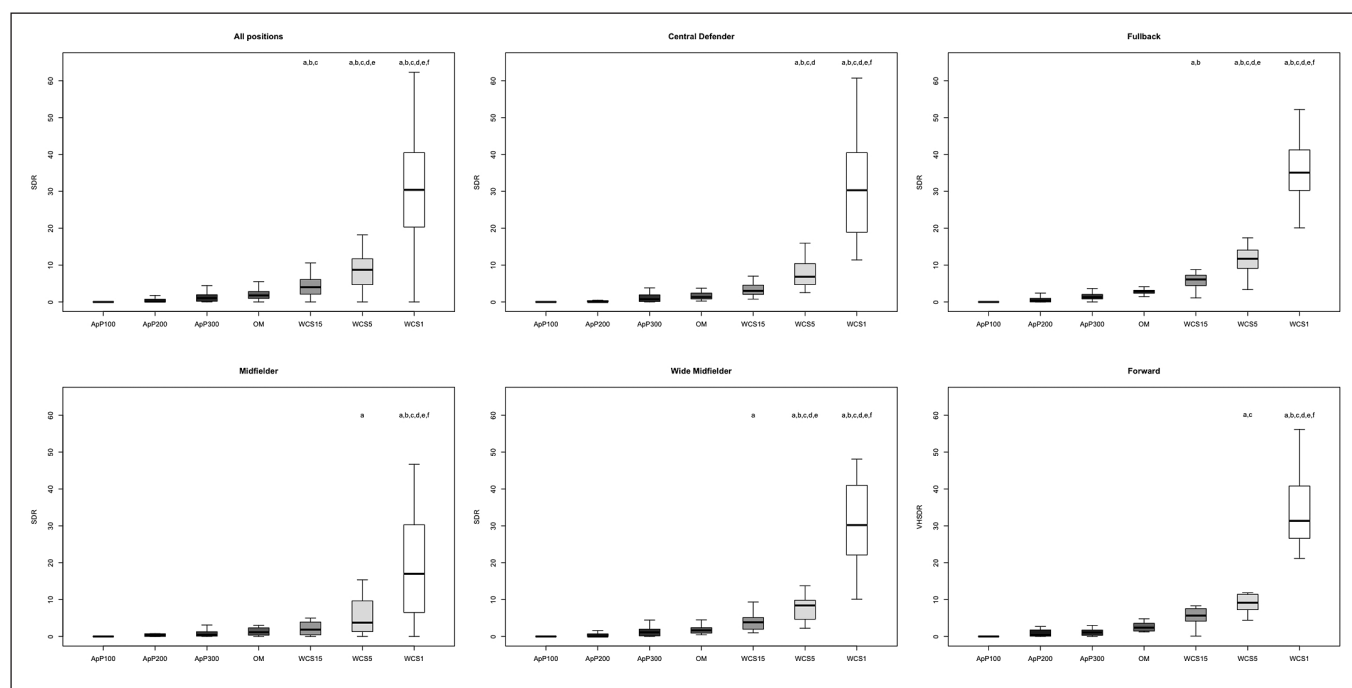 All positions
a,b,c
a,b,c,d,e
a,b,c,d,e,f
SDR
60
50
40
30
20
10
0
ApP100 ApP200 ApP300 OM WCS15 WCS5 WCS1
Central Defender
a,b,c,d
a,b,c,d,e,f
SDR
60
50
40
30
20
10
0
ApP100 ApP200 ApP300 OM WCS15 WCS5 WCS1
Fullback
a,b
a,b,c,d,e
a,b,c,d,e,f
SDR
60
50
40
30
20
10
0
ApP100 ApP200 ApP300 OM WCS15 WCS5 WCS1
Midfielder
a
a,b,c,d,e,f
SDR
60
50
40
30
20
10
0
ApP100 ApP200 ApP300 OM WCS15 WCS5 WCS1
Wide Midfielder
a
a,b,c,d,e
a,b,c,d,e,f
SDR
60
50
40
30
20
10
0
ApP100 ApP200 ApP300 OM WCS15 WCS5 WCS1
Forward
a,c
a,b,c,d,e,f
VHSDR
60
50
40
30
20
10
0
ApP100 ApP200 ApP300 OM WCS15 WCS5 WCS1